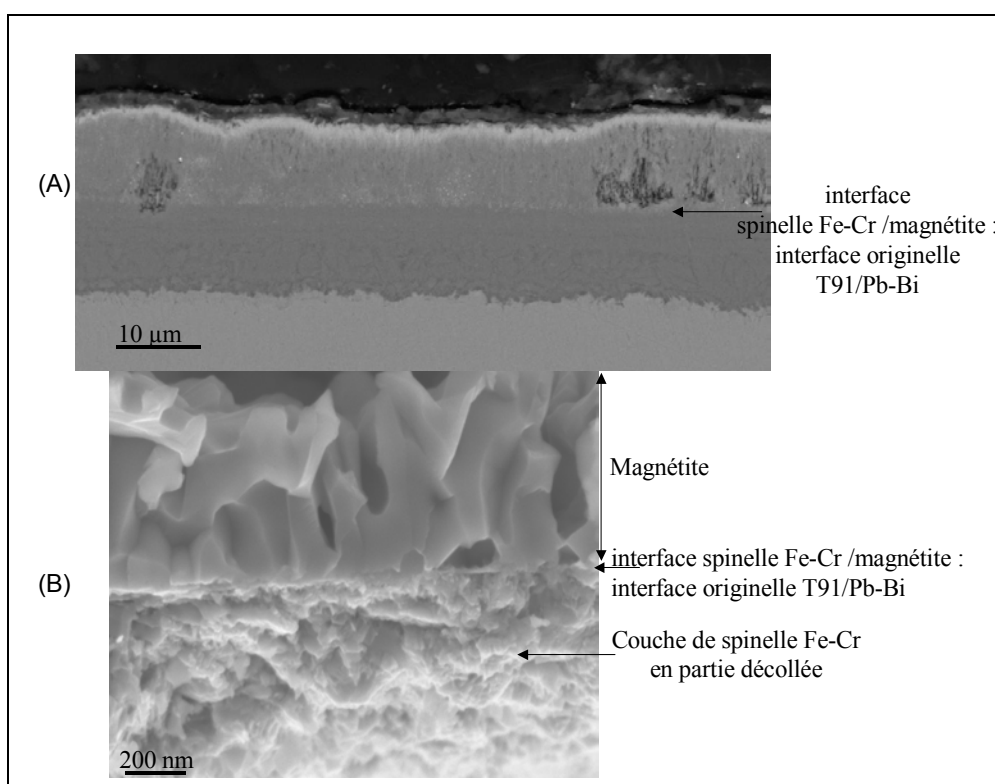 (A)
interface
spinelle Fe-Cr /magnétite :
interface originelle
T91/Pb-Bi
10 µm
Magnétite
interface spinelle Fe-Cr /magnétite :
interface originelle T91/Pb-Bi
(B)
Couche de spinelle Fe-Cr
en partie décollée
200 nm